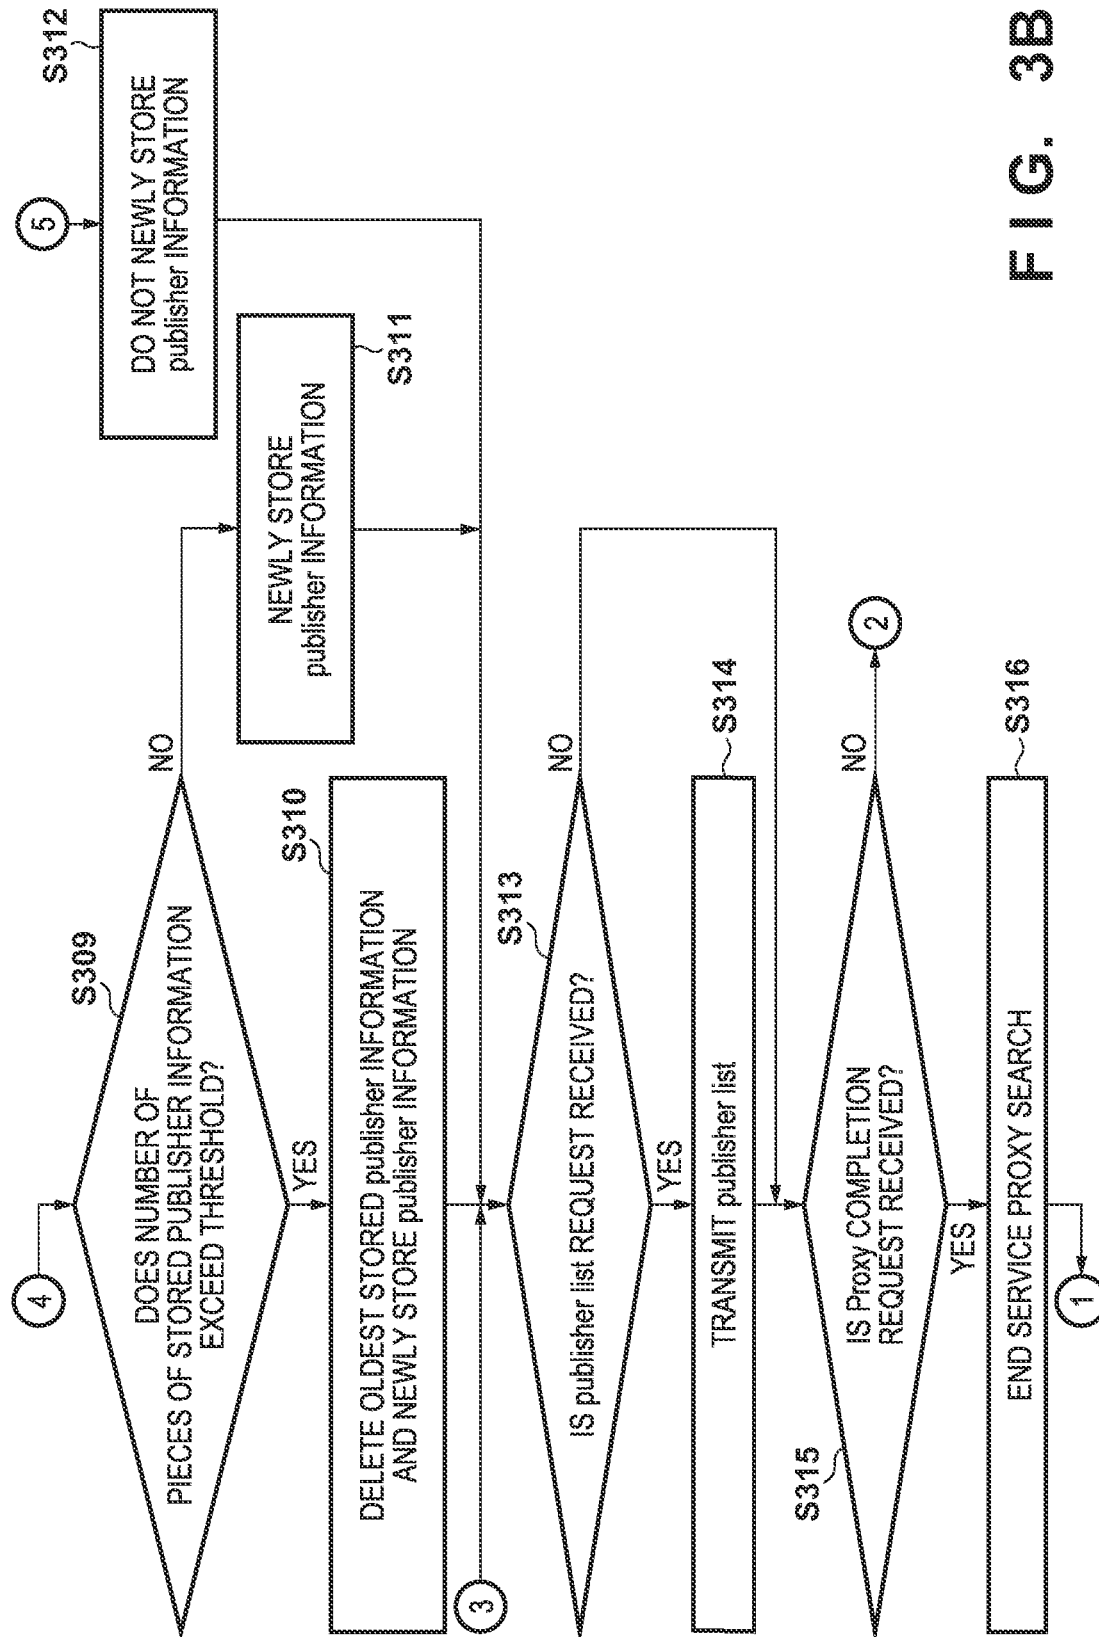 4
S309
DOES NUMBER OF
PIECES OF STORED PUBLISHER INFORMATION
EXCEED THRESHOLD?
YES
NO
S310
DELETE OLDEST STORED publisher INFORMATION
AND NEWLY STORE publisher INFORMATION
NEWLY STORE
publisher INFORMATION
S311
5
S312
DO NOT NEWLY STORE
publisher INFORMATION
3
S313
IS publisher list REQUEST RECEIVED?
YES
NO
S314
TRANSMIT publisher list
S315
IS Proxy COMPLETION
REQUEST RECEIVED?
YES
NO
2
S316
END SERVICE PROXY SEARCH
1
FIG. 3B